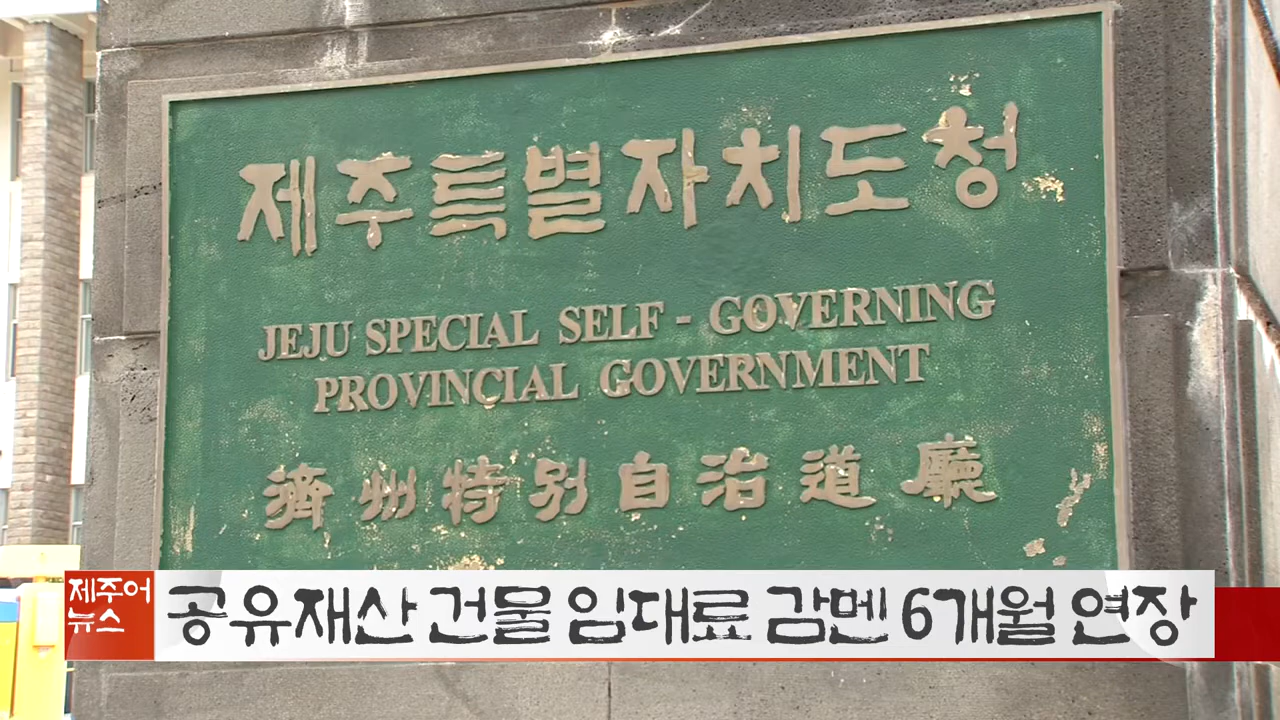 제주특별자치도청
JEJU SPECIAL SELF - GOVERNING
PROVINCIAL GOVERNMENT
濟州特別自治道廳
제주어
뉴스
공유재산 건물 임대료 감멘 6개월 연장